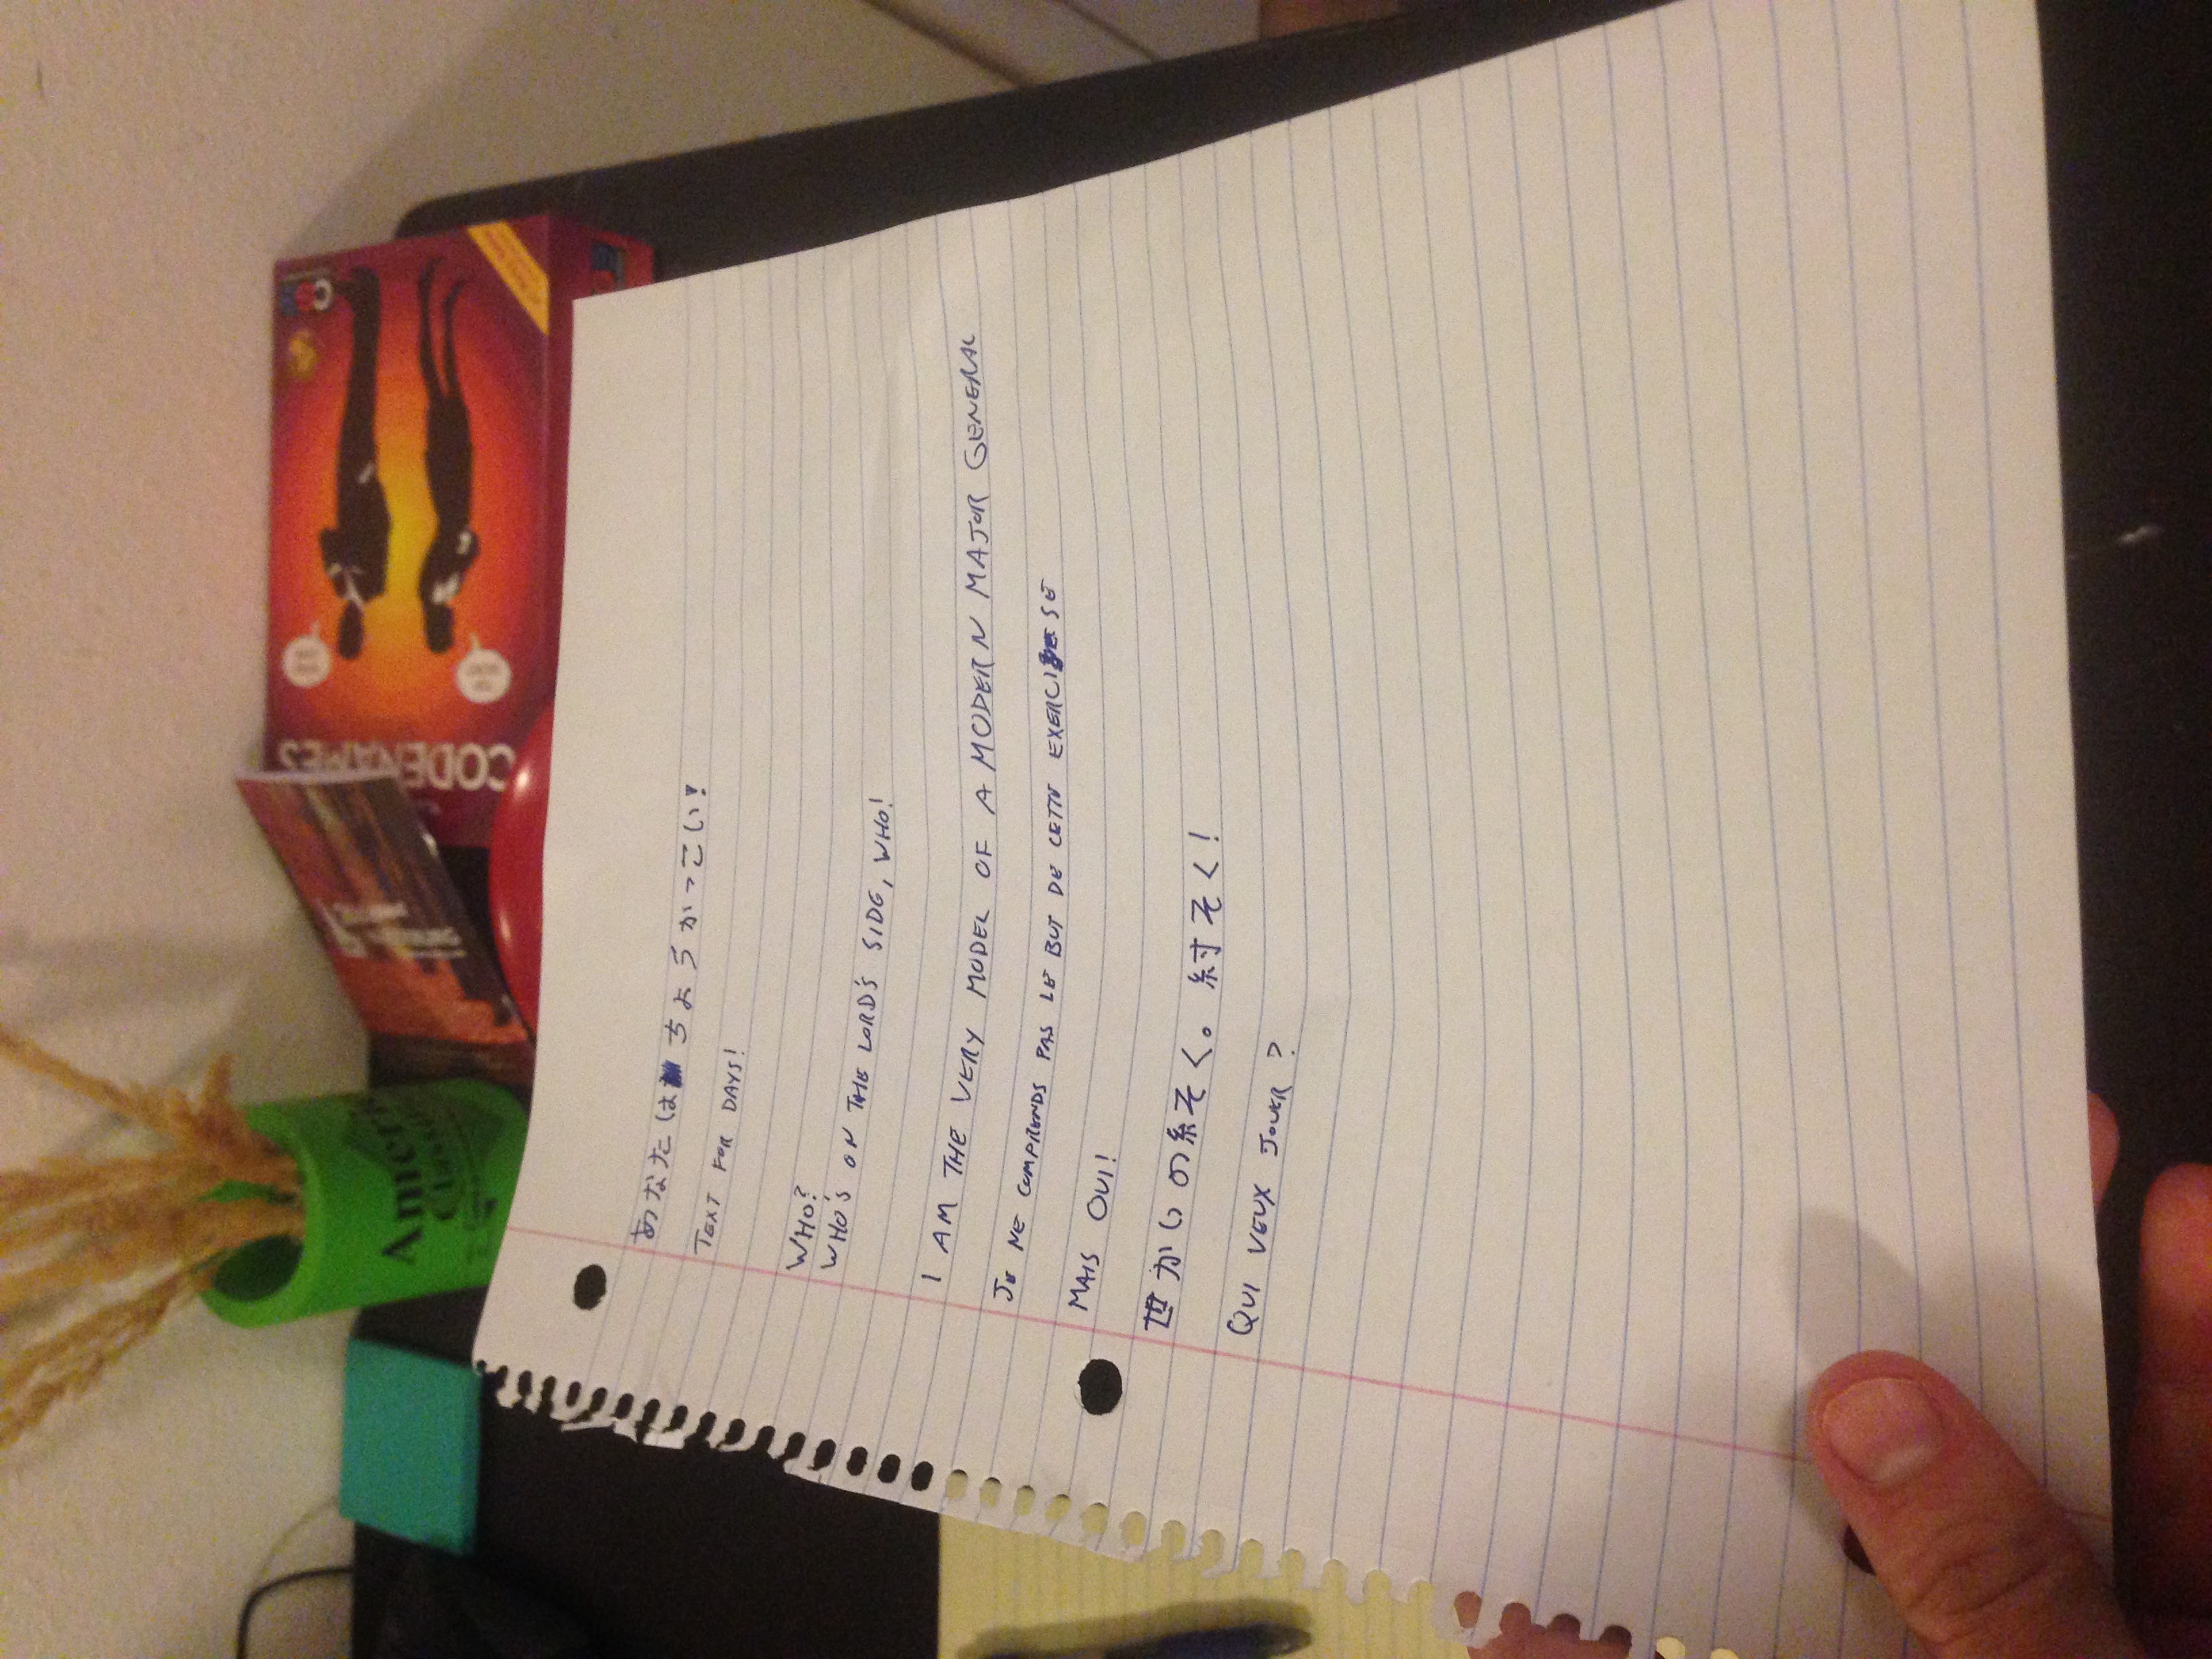 Ameri
Classi
CODENAMES
あなたは ちょうかっこい!
TEXT FOR DAYS!
WHO?
WHO'S ON THE LORD'S SIDE, WHO!
I AM THE VERY MODEL OF A MODERN MAJOR GENERAL
JE NE COMPRENDS PAS LE BUT DE CETTE EXERCISE
MAIS OUI!
世かいの糸そく。紂そく!
QUI VEUX JOUER?